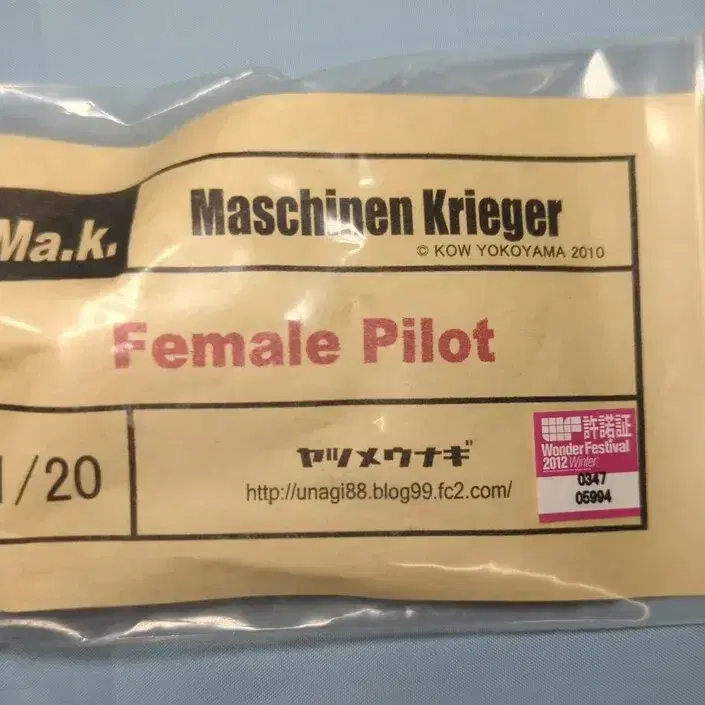 Ma.k.
Maschinen Krieger
© KOW YOKOYAMA 2010
Female Pilot
1/20
ヤツメウナギ
http://unagi88.blog99.fc2.com/
許諾証
Wonder Festival
2012 Winter
0347
05994